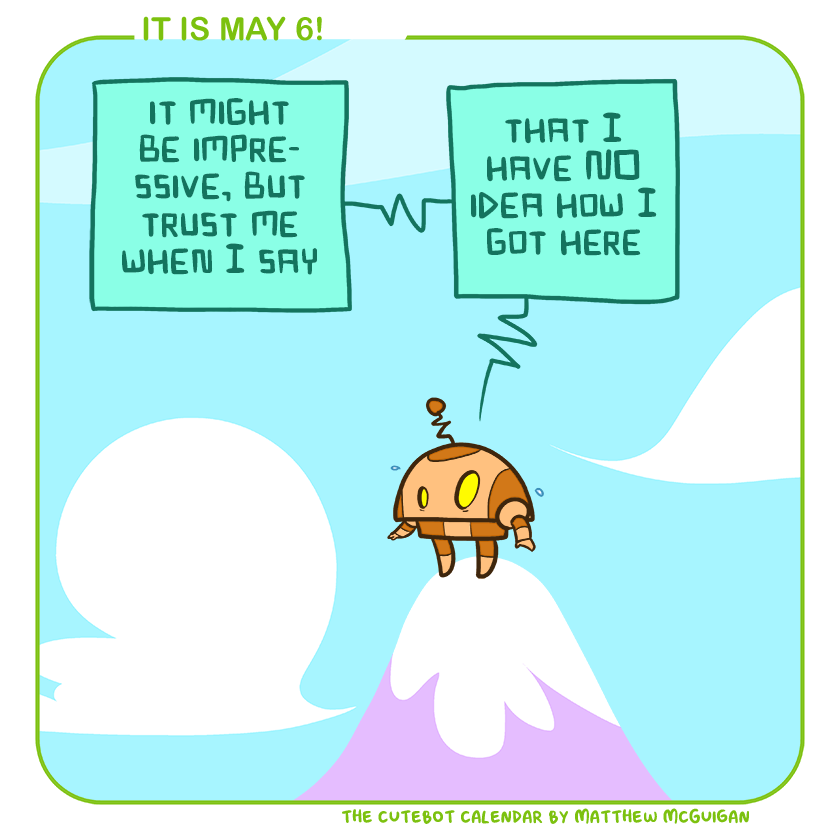 IT IS MAY 6!
IT MIGHT
BE IMPRE-
SSIVE, BUT
TRUST ME
WHEN I SAY
THAT I
HAVE NO
IDEA HOW I
GOT HERE
THE CUTEBOT CALENDAR BY MATTHEW MCGUIGAN